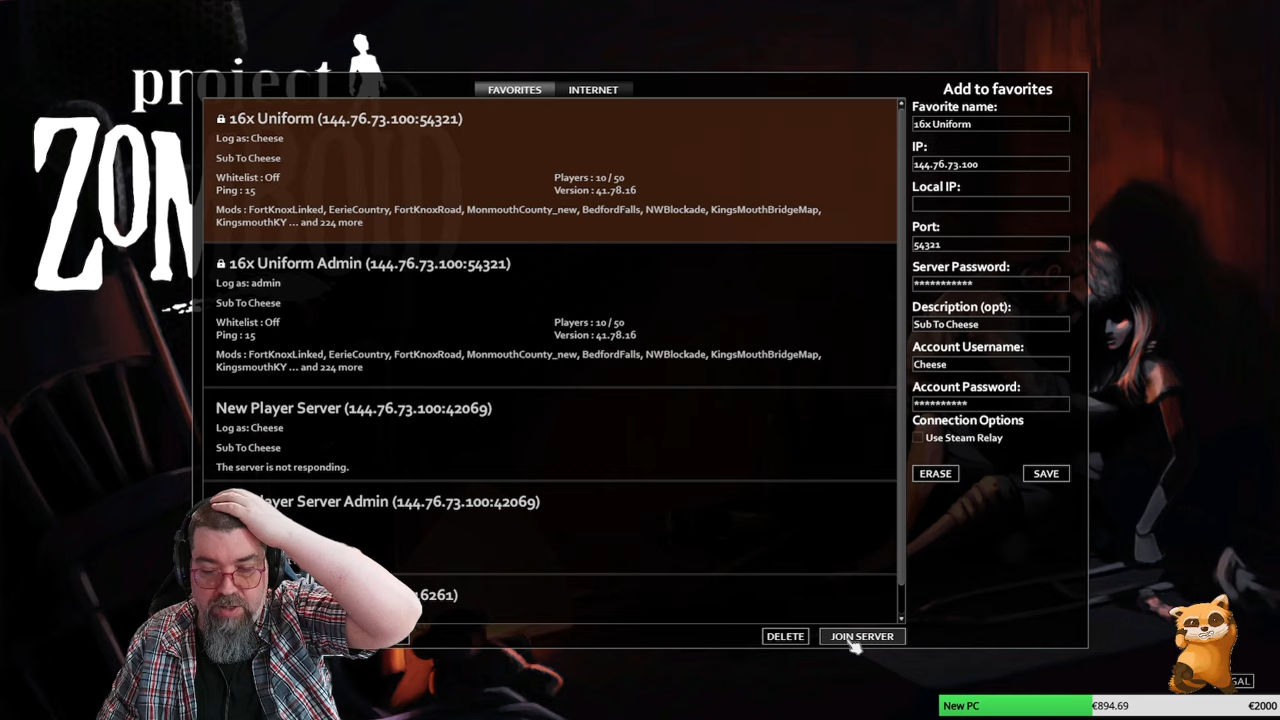 project
ZOMBOID
FAVORITES
INTERNET
16x Uniform (144.76.73.100:54321)
Log as: Cheese
Sub To Cheese
Whitelist : Off
Players : 10 / 50
Ping : 15
Version : 41.78.16
Mods : FortKnoxLinked, EerieCountry, FortKnoxRoad, MonmouthCounty_new, BedfordFalls, NWBlockade, KingsMouthBridgeMap,
KingsmouthKY ... and 224 more
16x Uniform Admin (144.76.73.100:54321)
Log as: admin
Sub To Cheese
Whitelist : Off
Players : 10 / 50
Ping : 15
Version : 41.78.16
Mods : FortKnoxLinked, EerieCountry, FortKnoxRoad, MonmouthCounty_new, BedfordFalls, NWBlockade, KingsMouthBridgeMap,
KingsmouthKY ... and 224 more
New Player Server (144.76.73.100:42069)
Log as: Cheese
Sub To Cheese
The server is not responding.
Player Server Admin (144.76.73.100:42069)
6261)
DELETE
JOIN SERVER
Add to favorites
Favorite name:
16x Uniform
IP:
144.76.73.100
Local IP:
Port:
54321
Server Password:
***********
Description (opt):
Sub To Cheese
Account Username:
Cheese
Account Password:
**********
Connection Options
Use Steam Relay
ERASE
SAVE
New PC
€894.69
€2000